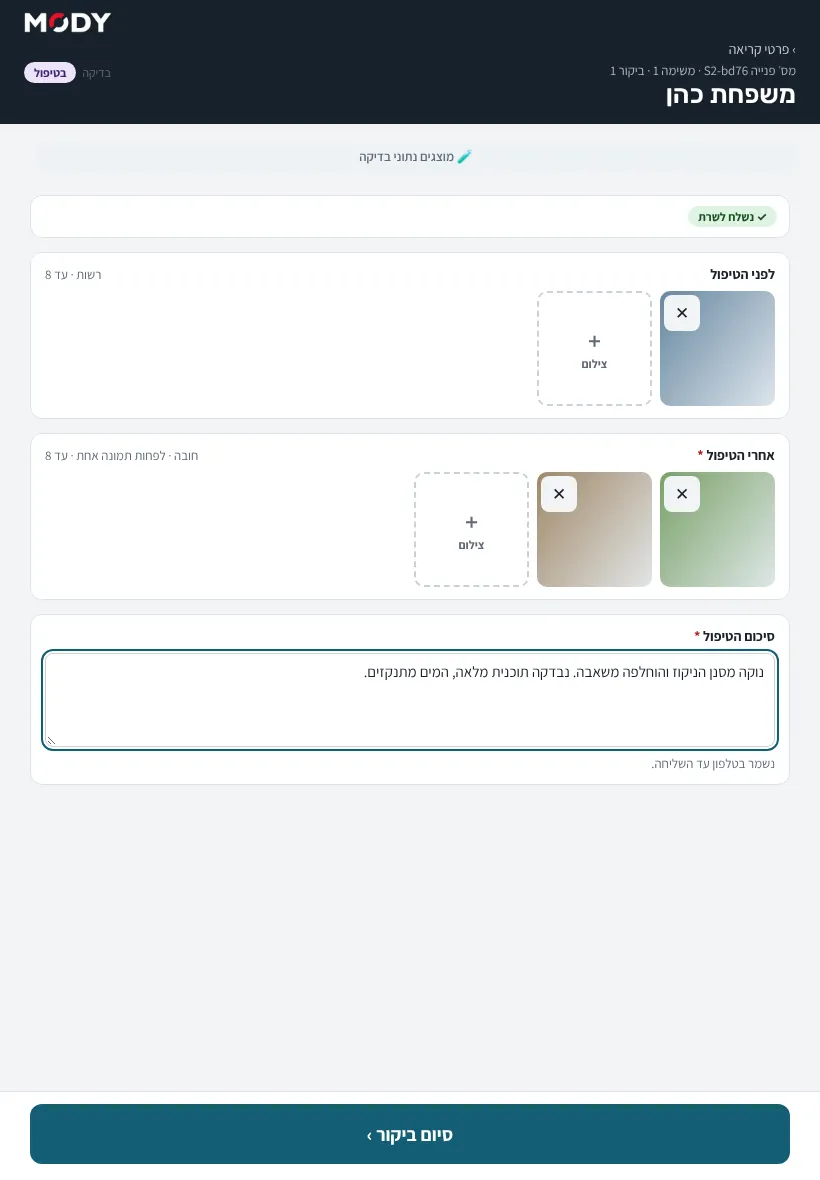 MODY
› פרטי קריאה
מס׳ פנייה S2-bd76 · משימה 1 · ביקור 1
בדיקה
בטיפול
משפחת כהן
🧪 מוצגים נתוני בדיקה
✓ נשלח לשרת
לפני הטיפול
רשות · עד 8
✕
+
צילום
אחרי הטיפול *
חובה · לפחות תמונה אחת · עד 8
✕
✕
+
צילום
סיכום הטיפול *
נוקה מסנן הניקוז והוחלפה משאבה. נבדקה תוכנית מלאה, המים מתנקזים.
נשמר בטלפון עד השליחה.
סיום ביקור ›